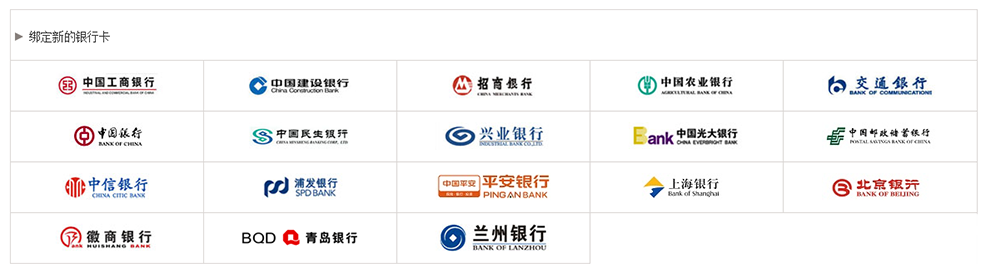 绑定新的银行卡
中国工商银行
INDUSTRIAL AND COMMERCIAL BANK OF CHINA
中国建设银行
China Construction Bank
招商银行
CHINA MERCHANTS BANK
中国农业银行
AGRICULTURAL BANK OF CHINA
交通銀行
BANK OF COMMUNICATIONS
中国银行
BANK OF CHINA
中国民生银行
CHINA MINSHENG BANKING CORP., LTD.
兴业银行
INDUSTRIAL BANK CO.,LTD.
Bank 中国光大银行
CHINA EVERBRIGHT BANK
中国邮政储蓄银行
POSTAL SAVINGS BANK OF CHINA
中信银行
CHINA CITIC BANK
浦发银行
SPD BANK
中国平安
平安银行
PING AN BANK
上海银行
Bank of Shanghai
北京银行
BANK OF BEIJING
徽商银行
HUISHANG BANK
BQD 青岛银行
兰州银行
BANK OF LANZHOU